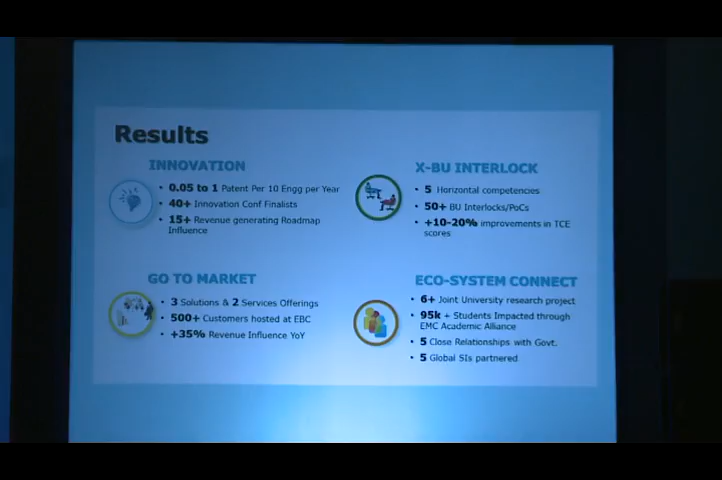 Results
INNOVATION
• 0.05 to 1 Patent Per 10 Engg per Year
• 40+ Innovation Conf Finalists
• 15+ Revenue generating Roadmap
Influence
X-BU INTERLOCK
• 5 Horizontal competencies
• 50+ BU Interlocks/PoCs
• +10-20% improvements in TCE
scores
GO TO MARKET
• 3 Solutions & 2 Services Offerings
• 500+ Customers hosted at EBC
• +35% Revenue Influence YoY
ECO-SYSTEM CONNECT
• 6+ Joint University research project
• 95k + Students Impacted through
EMC Academic Alliance
• 5 Close Relationships with Govt.
• 5 Global SIs partnered